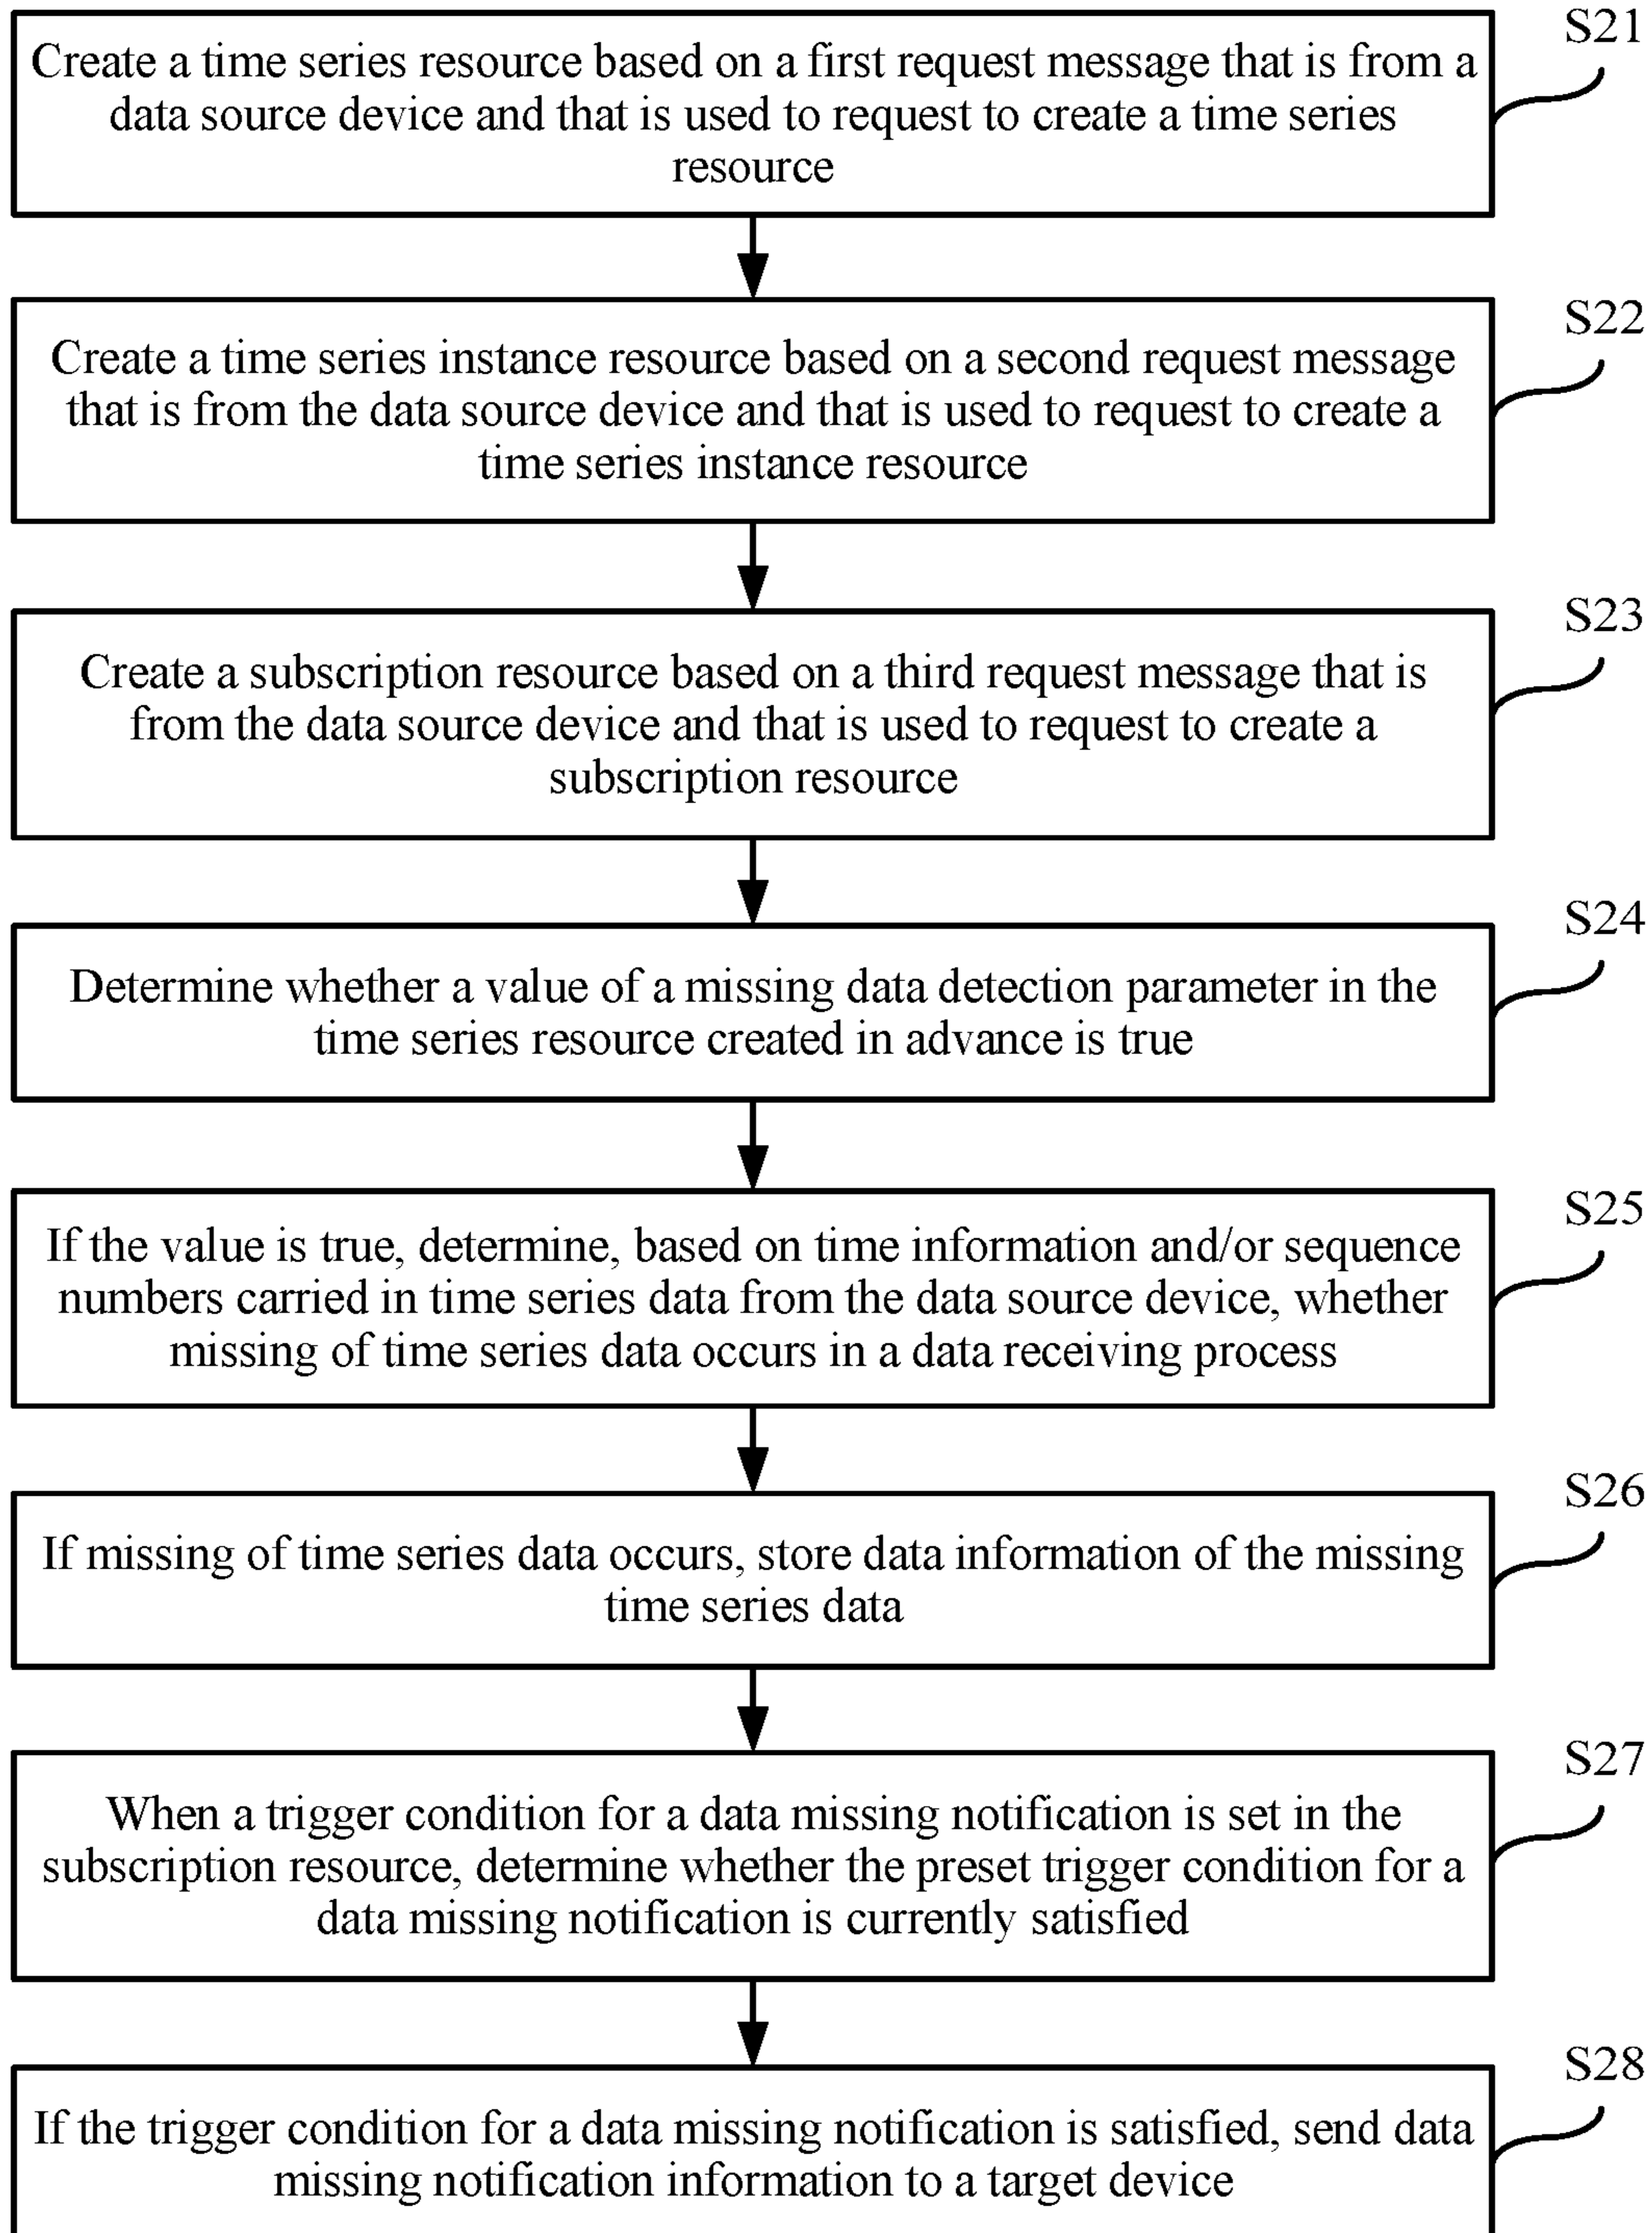 S21
Create a time series resource based on a first request message that is from a
data source device and that is used to request to create a time series
resource
S22
Create a time series instance resource based on a second request message
that is from the data source device and that is used to request to create a
time series instance resource
S23
Create a subscription resource based on a third request message that is
from the data source device and that is used to request to create a
subscription resource
S24
Determine whether a value of a missing data detection parameter in the
time series resource created in advance is true
S25
If the value is true, determine, based on time information and/or sequence
numbers carried in time series data from the data source device, whether
missing of time series data occurs in a data receiving process
S26
If missing of time series data occurs, store data information of the missing
time series data
S27
When a trigger condition for a data missing notification is set in the
subscription resource, determine whether the preset trigger condition for a
data missing notification is currently satisfied
S28
If the trigger condition for a data missing notification is satisfied, send data
missing notification information to a target device